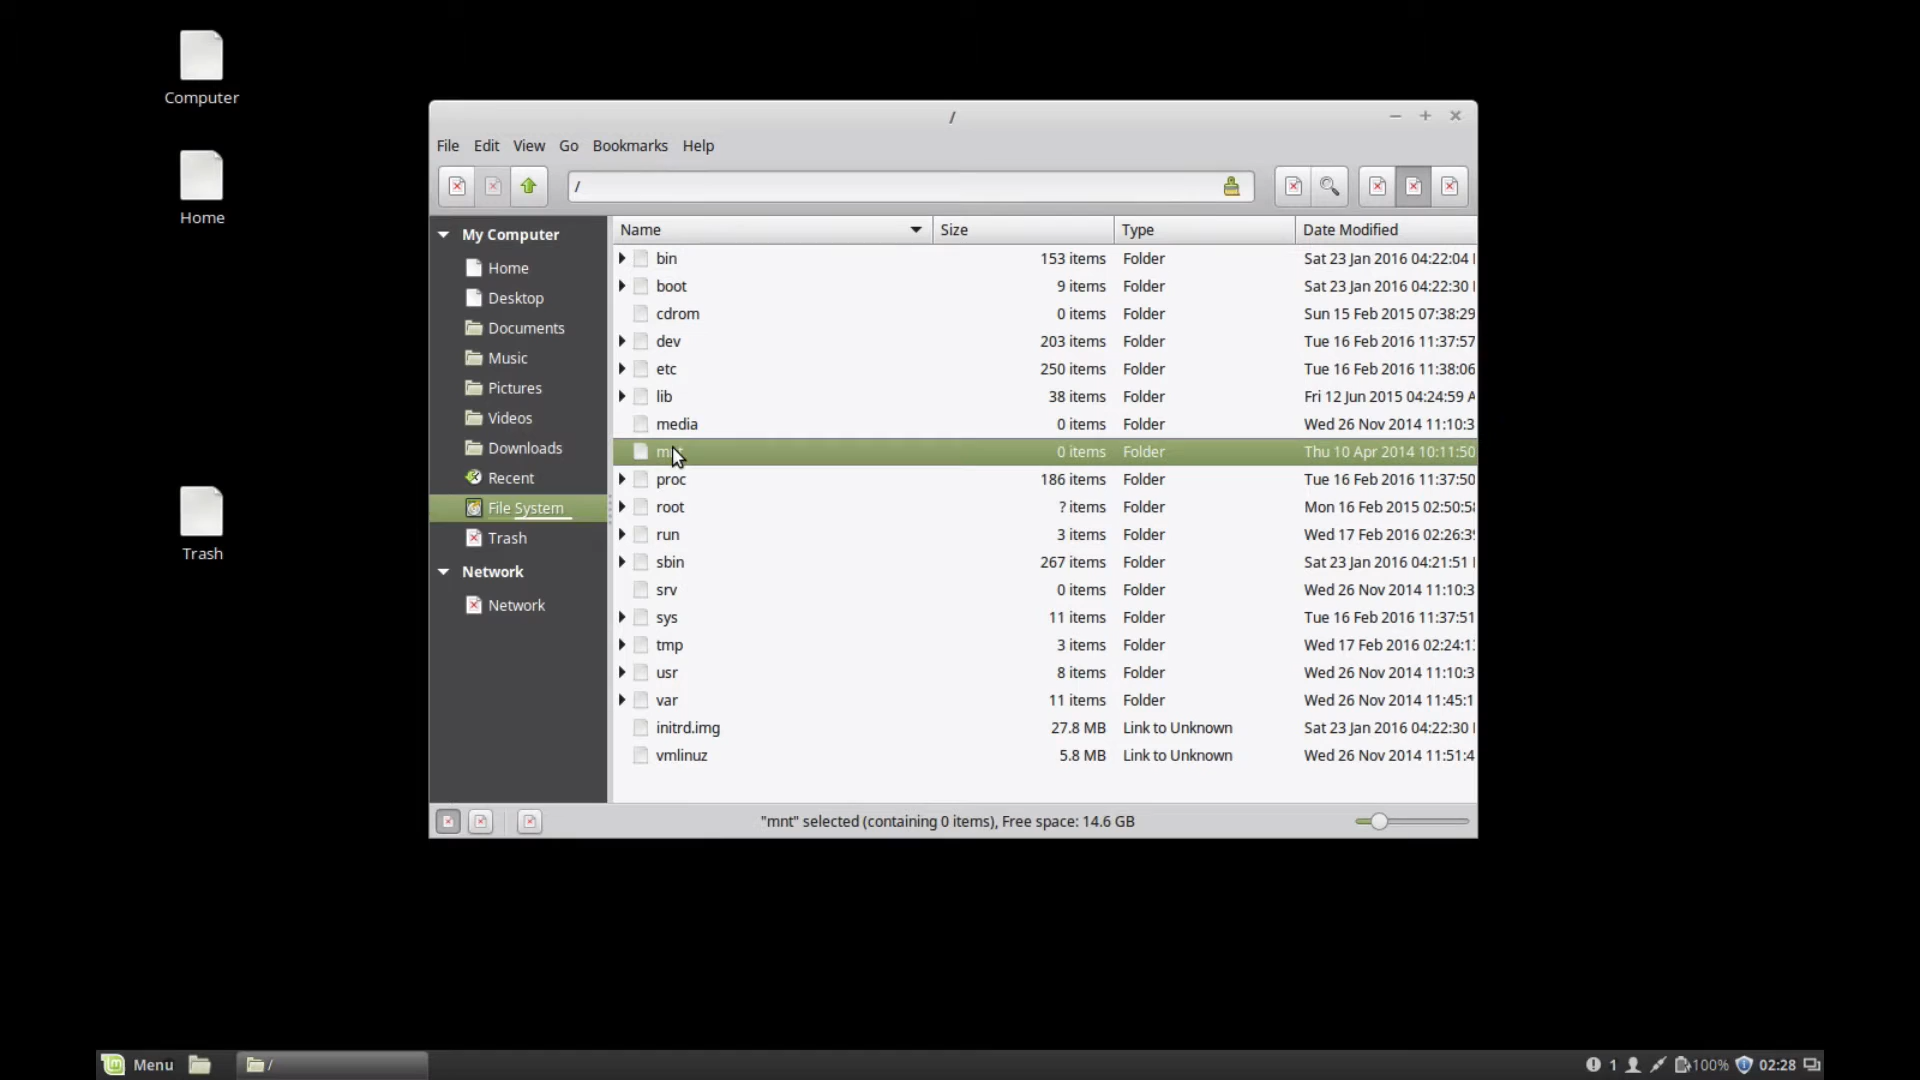 Computer
Home
Trash
/
File Edit View Go Bookmarks Help
/
My Computer
Home
Desktop
Documents
Music
Pictures
Videos
Downloads
Recent
File System
Trash
Network
Network
Name Size Type Date Modified
bin 153 items Folder Sat 23 Jan 2016 04:22:04
boot 9 items Folder Sat 23 Jan 2016 04:22:30
cdrom 0 items Folder Sun 15 Feb 2015 07:38:29
dev 203 items Folder Tue 16 Feb 2016 11:37:57
etc 250 items Folder Tue 16 Feb 2016 11:38:06
lib 38 items Folder Fri 12 Jun 2015 04:24:59 A
media 0 items Folder Wed 26 Nov 2014 11:10:3
mnt 0 items Folder Thu 10 Apr 2014 10:11:50
proc 186 items Folder Tue 16 Feb 2016 11:37:50
root ? items Folder Mon 16 Feb 2015 02:50:58
run 3 items Folder Wed 17 Feb 2016 02:26:3
sbin 267 items Folder Sat 23 Jan 2016 04:21:51
srv 0 items Folder Wed 26 Nov 2014 11:10:3
sys 11 items Folder Tue 16 Feb 2016 11:37:51
tmp 3 items Folder Wed 17 Feb 2016 02:24:1
usr 8 items Folder Wed 26 Nov 2014 11:10:3
var 11 items Folder Wed 26 Nov 2014 11:45:1
initrd.img 27.8 MB Link to Unknown Sat 23 Jan 2016 04:22:30
vmlinuz 5.8 MB Link to Unknown Wed 26 Nov 2014 11:51:4
"mnt" selected (containing 0 items), Free space: 14.6 GB
Menu / 1 100% 02:28